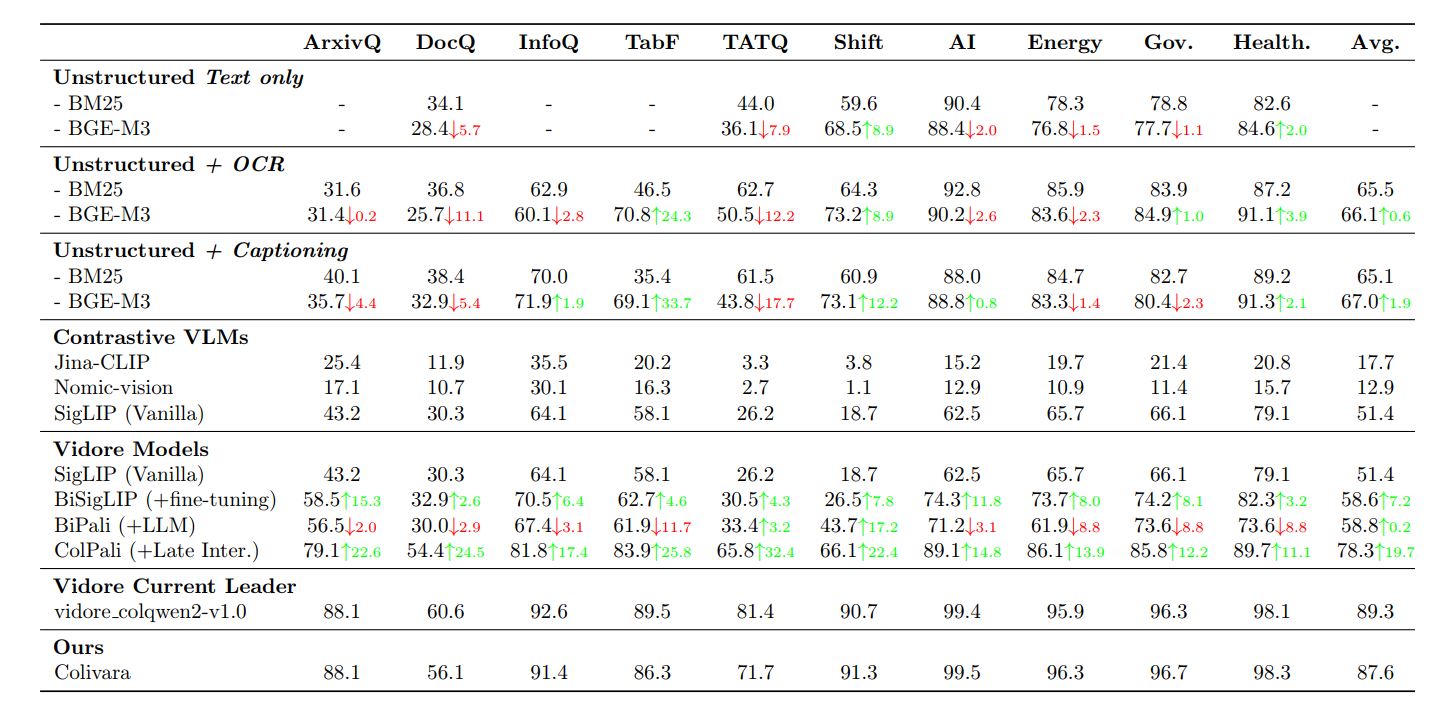 ArxivQ DocQ InfoQ TabF TATQ Shift AI Energy Gov. Health. Avg.
Unstructured Text only
- BM25 - 34.1 - - 44.0 59.6 90.4 78.3 78.8 82.6 -
- BGE-M3 - 28.4↓5.7 - - 36.1↓7.9 68.5↑8.9 88.4↓2.0 76.8↓1.5 77.7↓1.1 84.6↑2.0 -
Unstructured + OCR
- BM25 31.6 36.8 62.9 46.5 62.7 64.3 92.8 85.9 83.9 87.2 65.5
- BGE-M3 31.4↓0.2 25.7↓11.1 60.1↓2.8 70.8↑24.3 50.5↓12.2 73.2↑8.9 90.2↓2.6 83.6↓2.3 84.9↑1.0 91.1↑3.9 66.1↑0.6
Unstructured + Captioning
- BM25 40.1 38.4 70.0 35.4 61.5 60.9 88.0 84.7 82.7 89.2 65.1
- BGE-M3 35.7↓4.4 32.9↓5.4 71.9↑1.9 69.1↑33.7 43.8↓17.7 73.1↑12.2 88.8↑0.8 83.3↓1.4 80.4↓2.3 91.3↑2.1 67.0↑1.9
Contrastive VLMs
Jina-CLIP 25.4 11.9 35.5 20.2 3.3 3.8 15.2 19.7 21.4 20.8 17.7
Nomic-vision 17.1 10.7 30.1 16.3 2.7 1.1 12.9 10.9 11.4 15.7 12.9
SigLIP (Vanilla) 43.2 30.3 64.1 58.1 26.2 18.7 62.5 65.7 66.1 79.1 51.4
Vidore Models
SigLIP (Vanilla) 43.2 30.3 64.1 58.1 26.2 18.7 62.5 65.7 66.1 79.1 51.4
BiSigLIP (+fine-tuning) 58.5↑15.3 32.9↑2.6 70.5↑6.4 62.7↑4.6 30.5↑4.3 26.5↑7.8 74.3↑11.8 73.7↑8.0 74.2↑8.1 82.3↑3.2 58.6↑7.2
BiPali (+LLM) 56.5↓2.0 30.0↓2.9 67.4↓3.1 61.9↓11.7 33.4↑3.2 43.7↑17.2 71.2↓3.1 61.9↓8.8 73.6↓8.8 73.6↓8.8 58.8↑0.2
ColPali (+Late Inter.) 79.1↑22.6 54.4↑24.5 81.8↑17.4 83.9↑25.8 65.8↑32.4 66.1↑22.4 89.1↑14.8 86.1↑13.9 85.8↑12.2 89.7↑11.1 78.3↑19.7
Vidore Current Leader
vidore_colqwen2-v1.0 88.1 60.6 92.6 89.5 81.4 90.7 99.4 95.9 96.3 98.1 89.3
Ours
Colivara 88.1 56.1 91.4 86.3 71.7 91.3 99.5 96.3 96.7 98.3 87.6